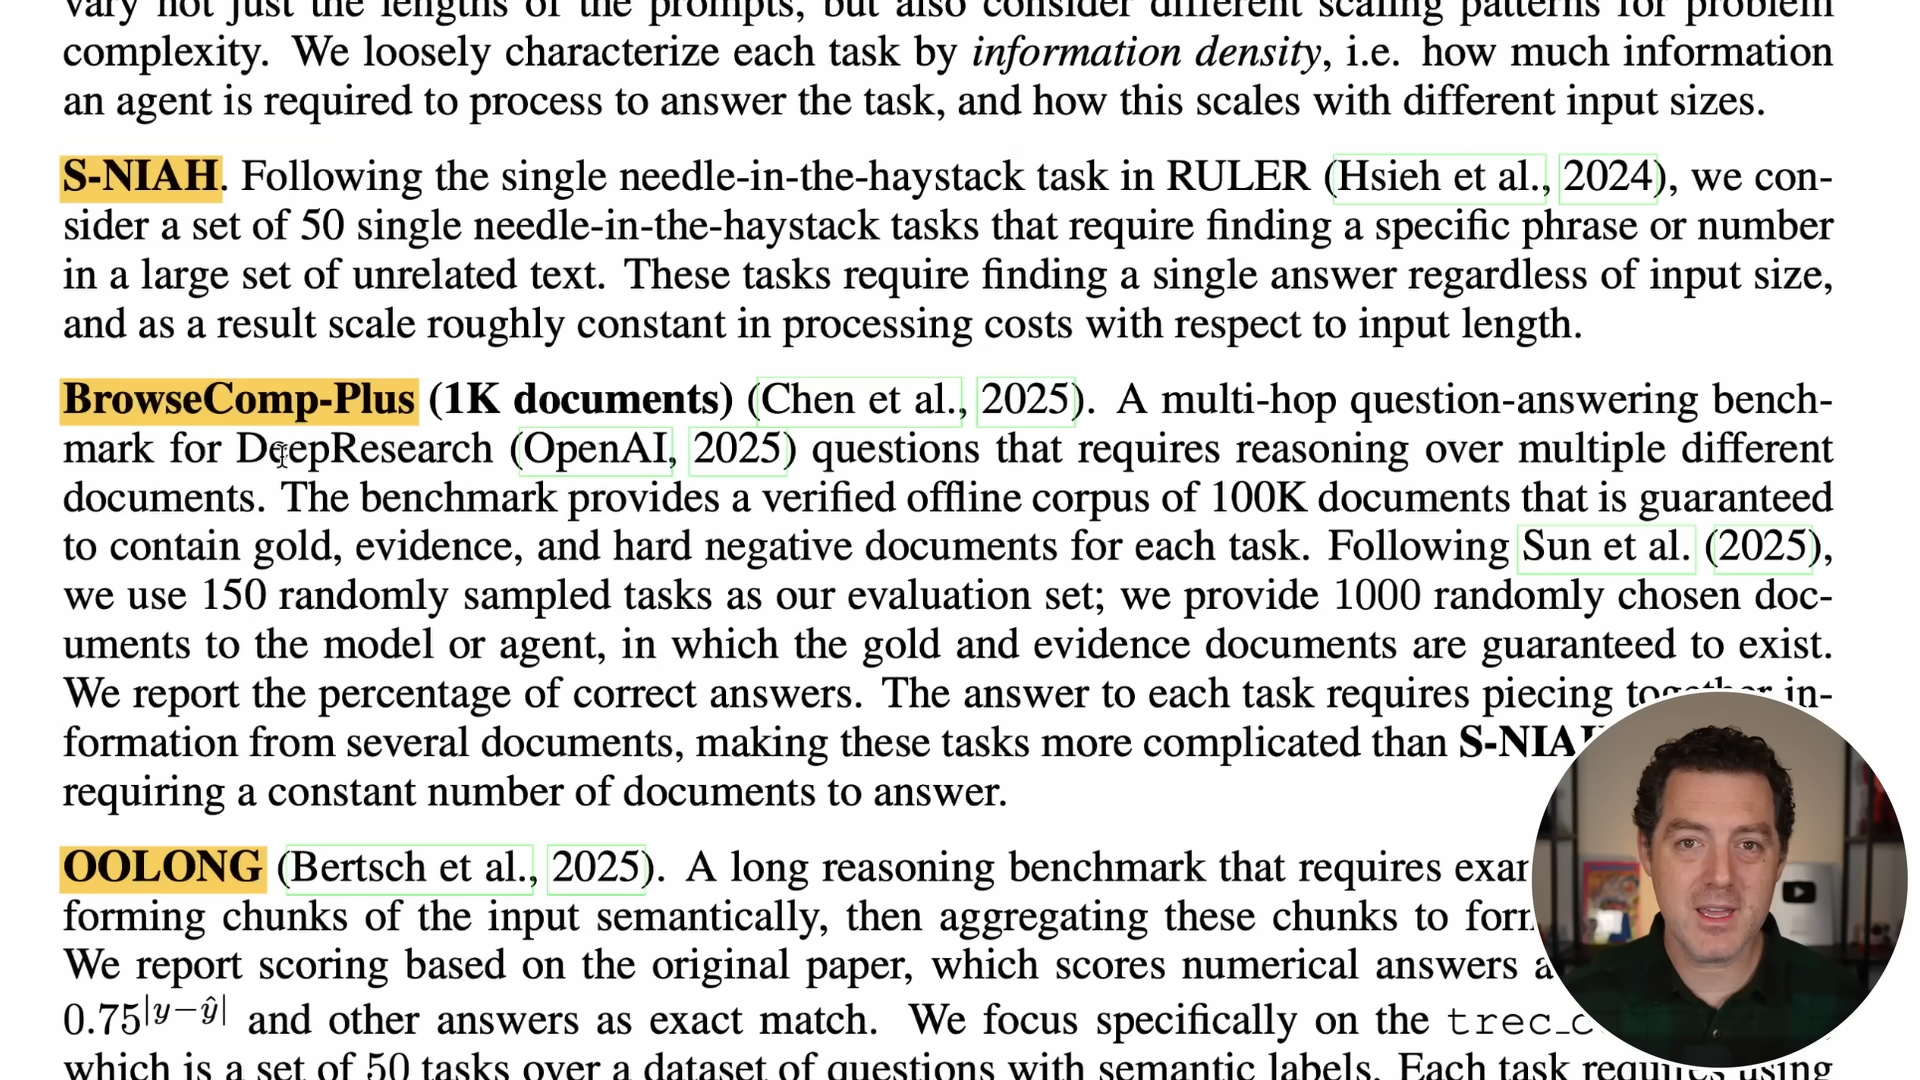 vary not just the lengths of the prompts, but also consider different scaling patterns for problem
complexity. We loosely characterize each task by information density, i.e. how much information
an agent is required to process to answer the task, and how this scales with different input sizes.
S-NIAH. Following the single needle-in-the-haystack task in RULER (Hsieh et al., 2024), we con-
sider a set of 50 single needle-in-the-haystack tasks that require finding a specific phrase or number
in a large set of unrelated text. These tasks require finding a single answer regardless of input size,
and as a result scale roughly constant in processing costs with respect to input length.
BrowseComp-Plus (1K documents) (Chen et al., 2025). A multi-hop question-answering bench-
mark for DeepResearch (OpenAI, 2025) questions that requires reasoning over multiple different
documents. The benchmark provides a verified offline corpus of 100K documents that is guaranteed
to contain gold, evidence, and hard negative documents for each task. Following Sun et al. (2025),
we use 150 randomly sampled tasks as our evaluation set; we provide 1000 randomly chosen doc-
uments to the model or agent, in which the gold and evidence documents are guaranteed to exist.
We report the percentage of correct answers. The answer to each task requires piecing together in-
formation from several documents, making these tasks more complicated than S-NIAH
requiring a constant number of documents to answer.
OOLONG (Bertsch et al., 2025). A long reasoning benchmark that requires exam
forming chunks of the input semantically, then aggregating these chunks to form
We report scoring based on the original paper, which scores numerical answers a
0.75^{|y−ŷ|} and other answers as exact match. We focus specifically on the trec_c
which is a set of 50 tasks over a dataset of questions with semantic labels. Each task requires using